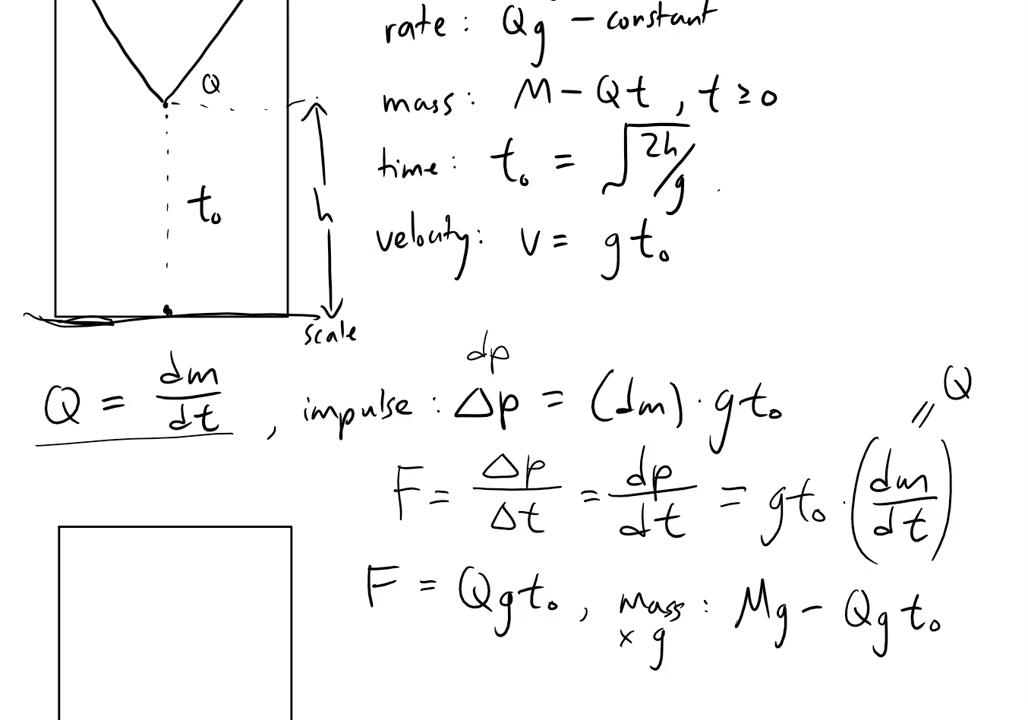 rate: Qg - constant
Q
mass: M - Qt, t ≥ 0
time: t₀ = √2h/g
t₀
h
velocity: v = gt₀
scale
dp
Q = dm/dt, impulse: Δp = (dm)·gt₀
Q
F = Δp/Δt = dp/dt = gt₀·(dm/dt)
F = Qgt₀, mass × g: Mg - Qgt₀